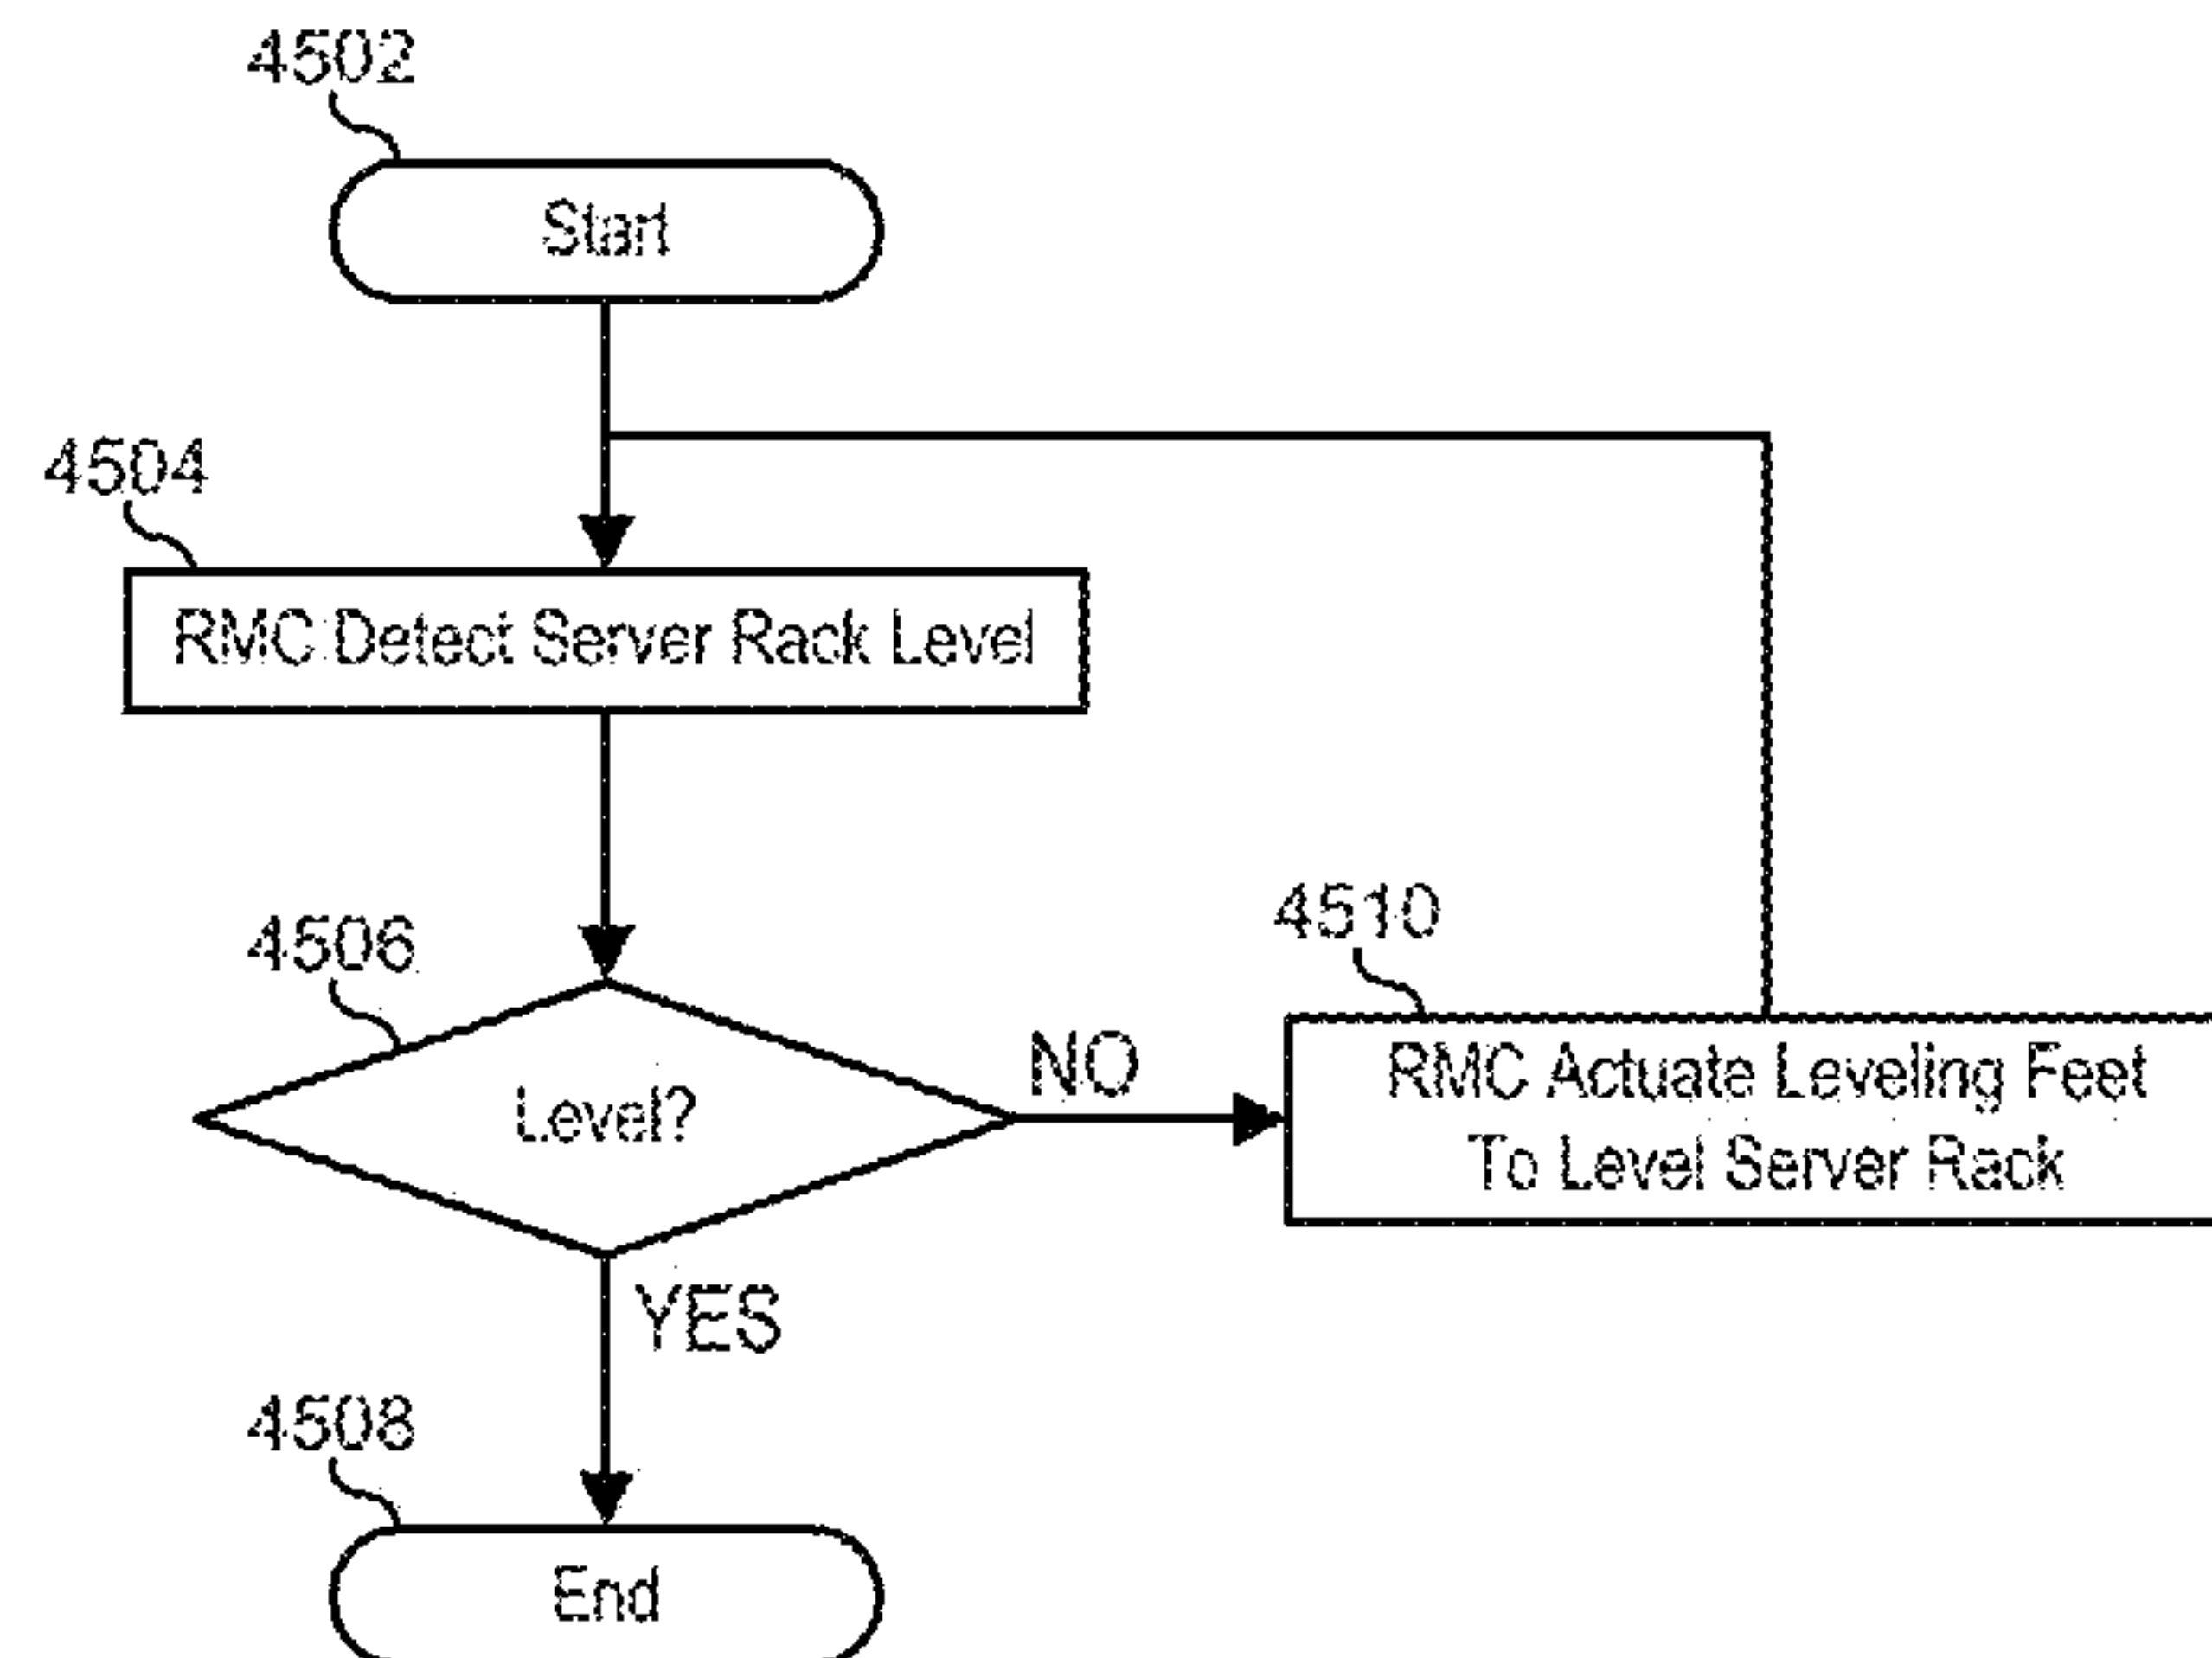 4502
Start
4504
RMC Detect Server Rack Level
4506
Level?
NO
4510
RMC Actuate Leveling Feet
To Level Server Rack
YES
4508
End